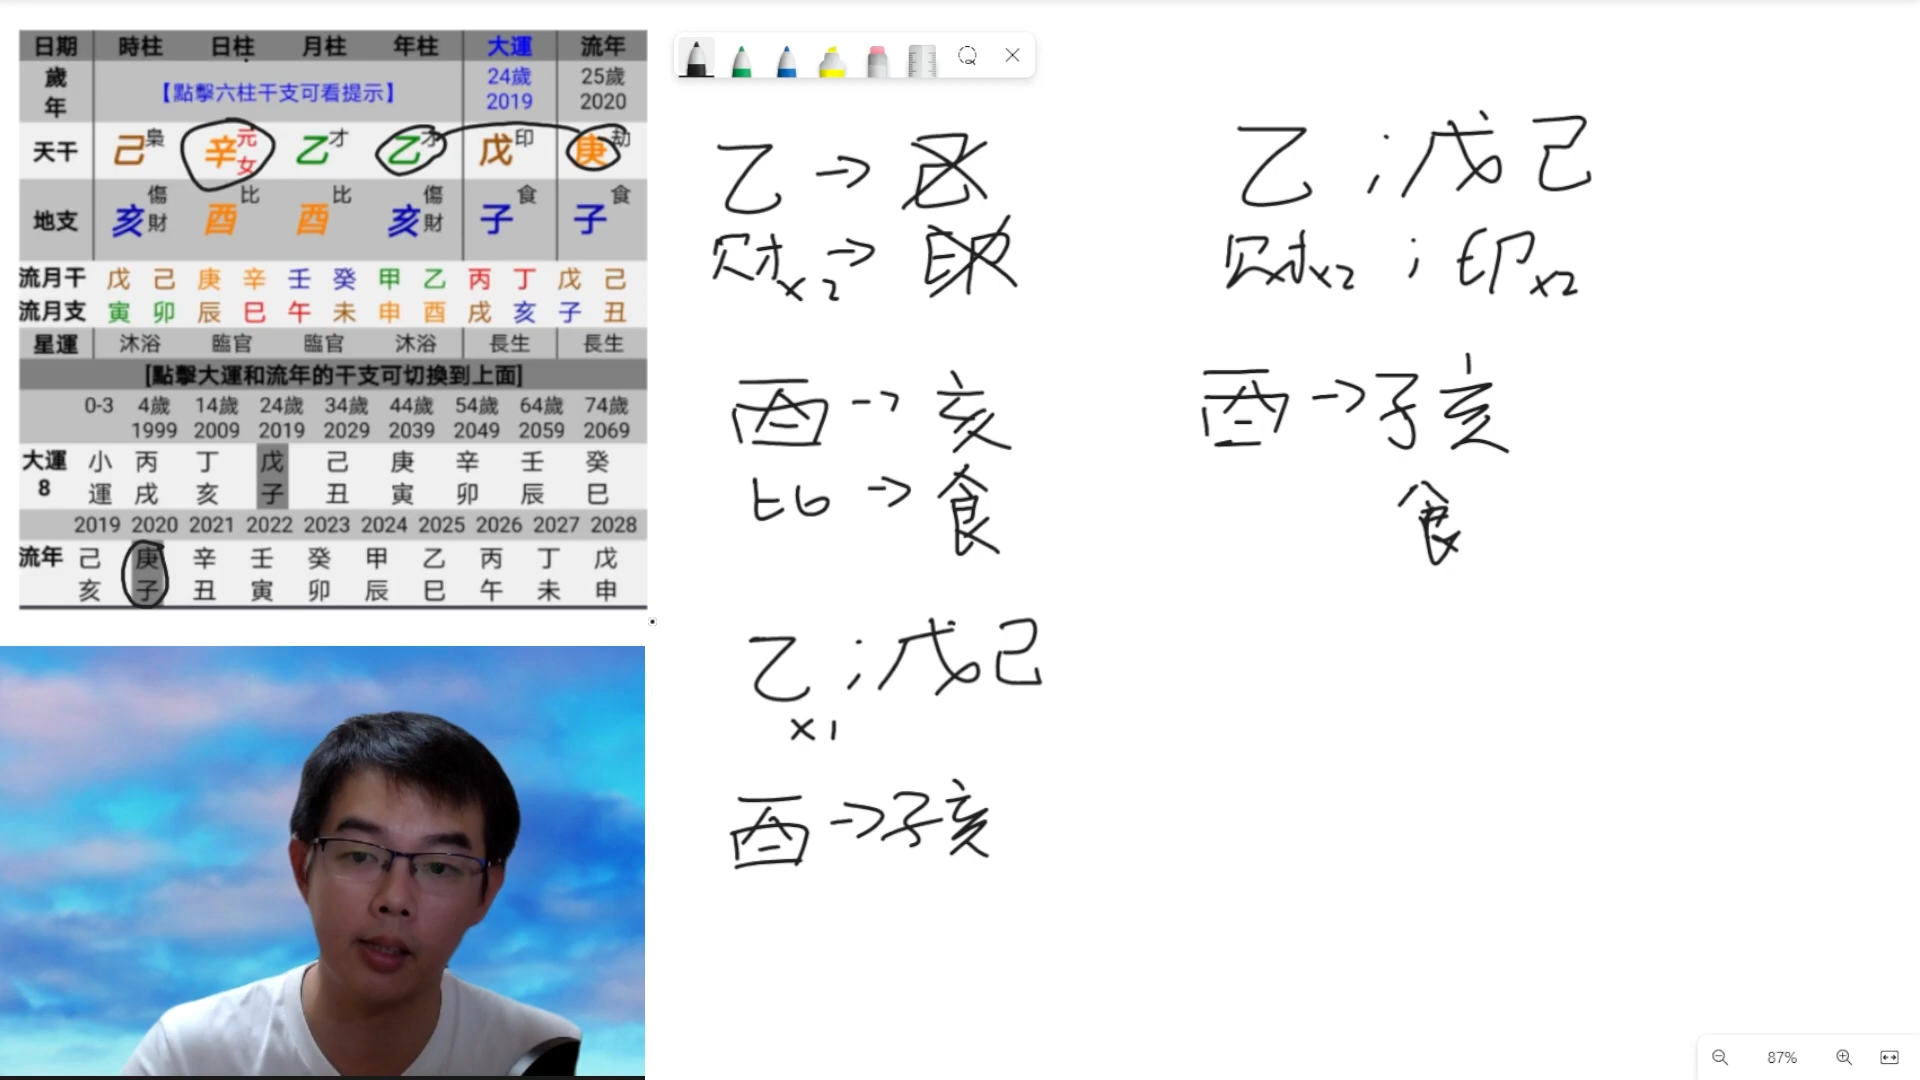 日期 時柱 日柱 月柱 年柱 大運 流年
歲年 【點擊六柱干支可看提示】 24歲 2019 25歲 2020
天干 己梟 辛元女 乙才 乙才 戊印 庚劫
地支 亥傷財 酉比 酉比 亥傷財 子食 子食
流月干 戊 己 庚 辛 壬 癸 甲 乙 丙 丁 戊 己
流月支 寅 卯 辰 巳 午 未 申 酉 戌 亥 子 丑
星運 沐浴 臨官 臨官 沐浴 長生 長生
[點擊大運和流年的干支可切換到上面]
0-3 4歲 14歲 24歲 34歲 44歲 54歲 64歲 74歲
1999 2009 2019 2029 2039 2049 2059 2069
大運 小 丙 丁 戊 己 庚 辛 壬 癸
8 運 戌 亥 子 丑 寅 卯 辰 巳
2019 2020 2021 2022 2023 2024 2025 2026 2027 2028
流年 己 庚 辛 壬 癸 甲 乙 丙 丁 戊
亥 子 丑 寅 卯 辰 巳 午 未 申
乙 → 己
财x2 → 印
酉 → 亥
比 → 食
乙 ; 戊己
x1
酉 → 子亥
乙 ; 戊己
财x2 ; 印x2
酉 → 子亥
食
87%